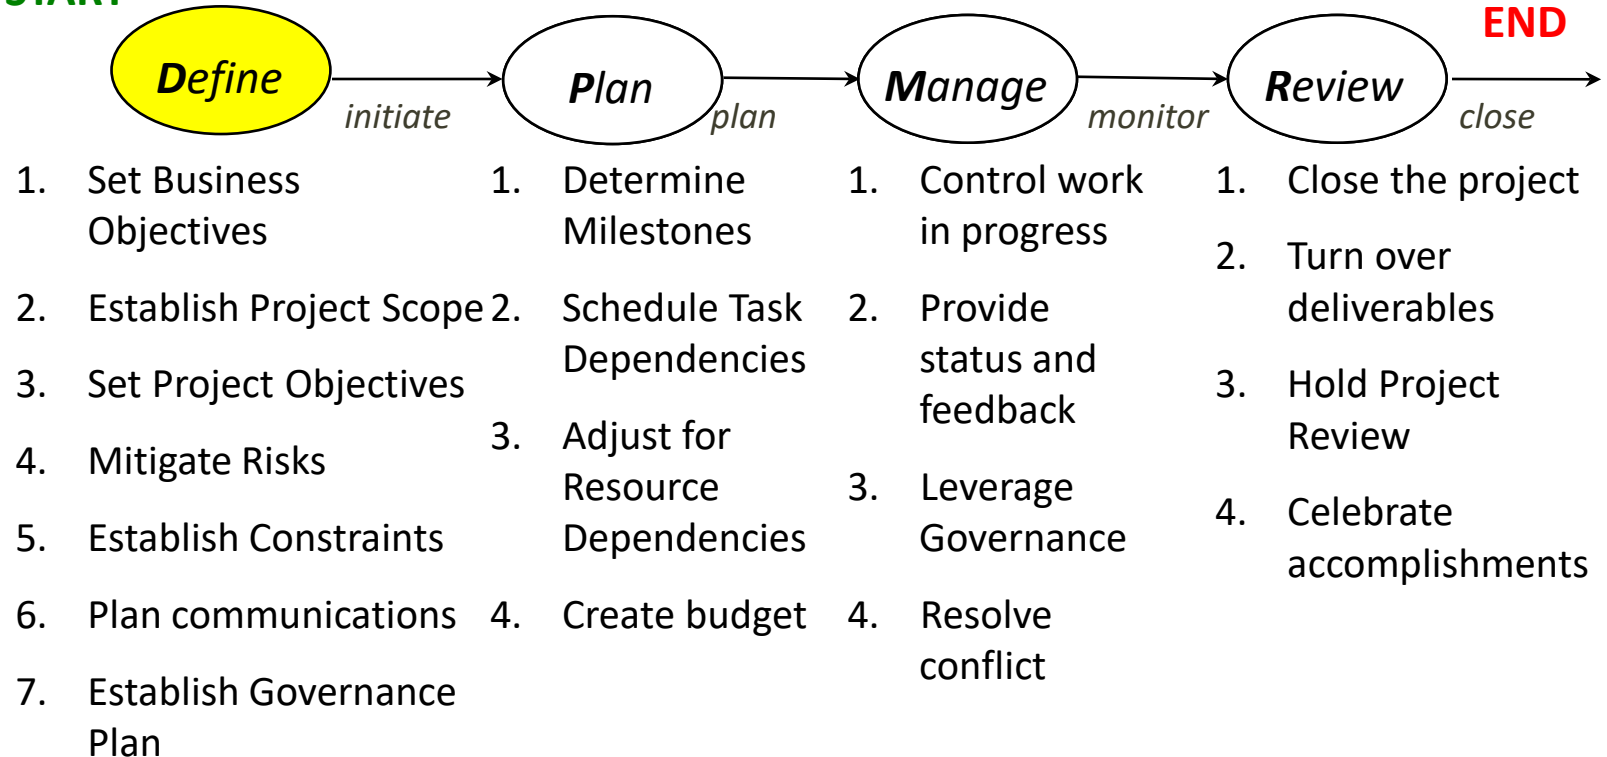 START
END
Define
Plan
Manage
Review
initiate
plan
monitor
close
1. Set Business
Objectives
2. Establish Project Scope
3. Set Project Objectives
4. Mitigate Risks
5. Establish Constraints
6. Plan communications
7. Establish Governance
Plan
1. Determine
Milestones
2. Schedule Task
Dependencies
3. Adjust for
Resource
Dependencies
4. Create budget
1. Control work
in progress
2. Provide
status and
feedback
3. Leverage
Governance
4. Resolve
conflict
1. Close the project
2. Turn over
deliverables
3. Hold Project
Review
4. Celebrate
accomplishments